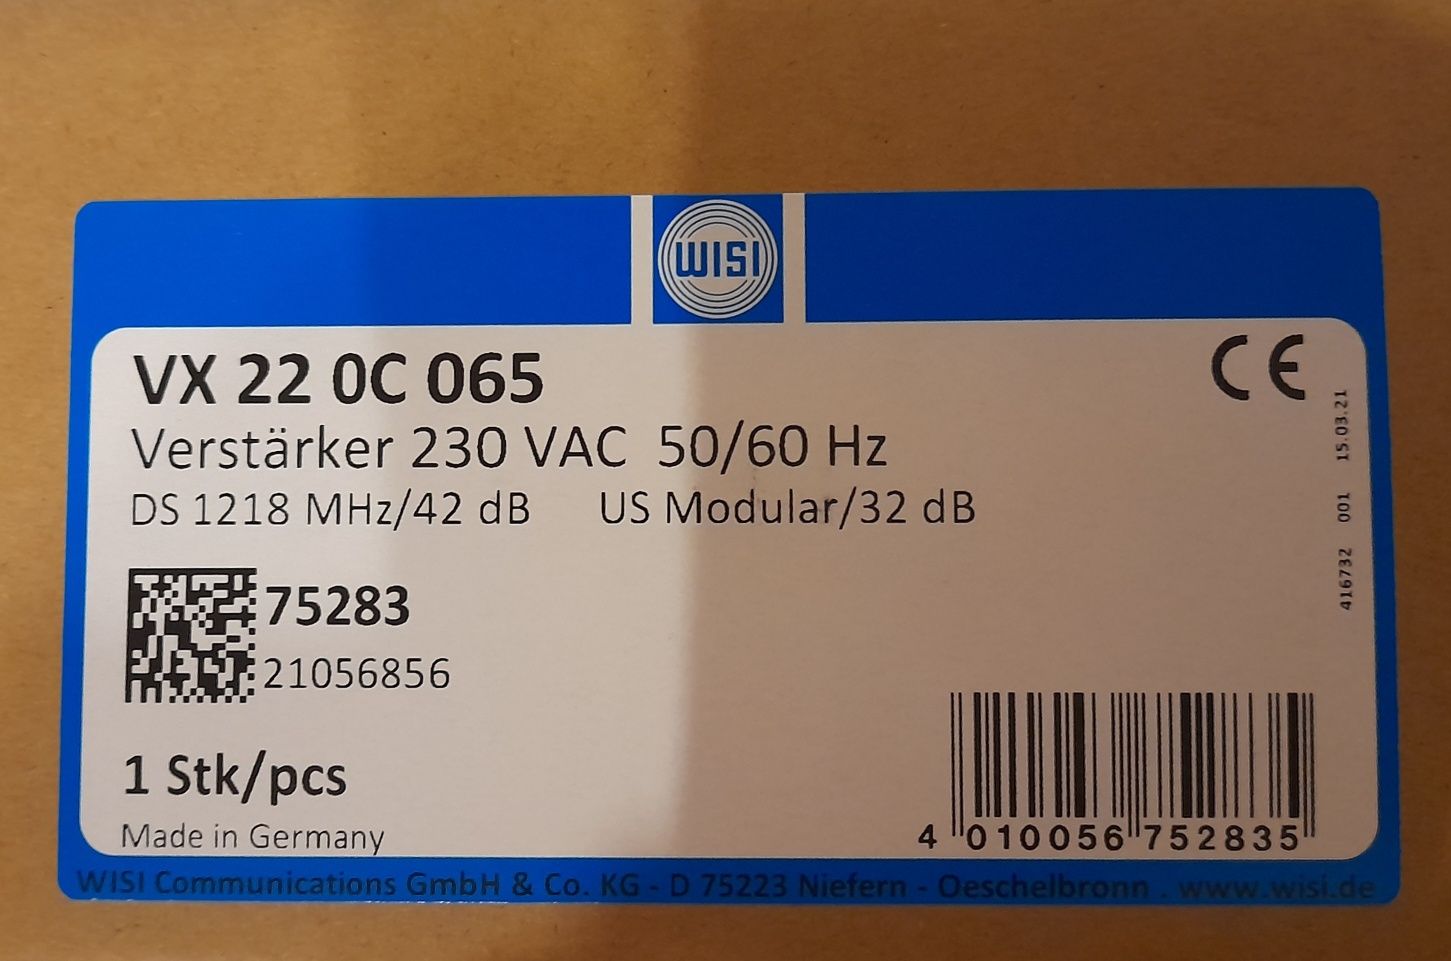 WISI
VX 22 0C 065
Verstärker 230 VAC 50/60 Hz
DS 1218 MHz/42 dB US Modular/32 dB
75283
21056856
1 Stk/pcs
Made in Germany
CE
416732 001 15.03.21
4 010056 752835
WISI Communications GmbH & Co. KG - D 75223 Niefern - Oeschelbronn . www.wisi.de